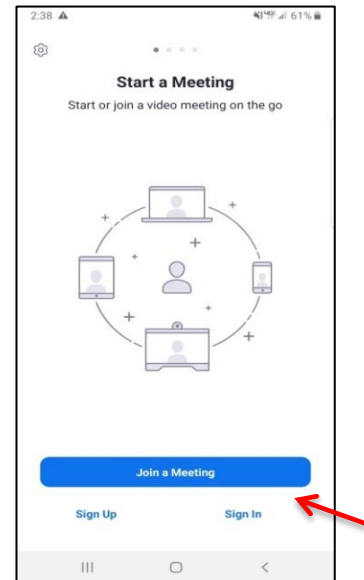 2:38 61%
Start a Meeting
Start or join a video meeting on the go
Join a Meeting
Sign Up Sign In